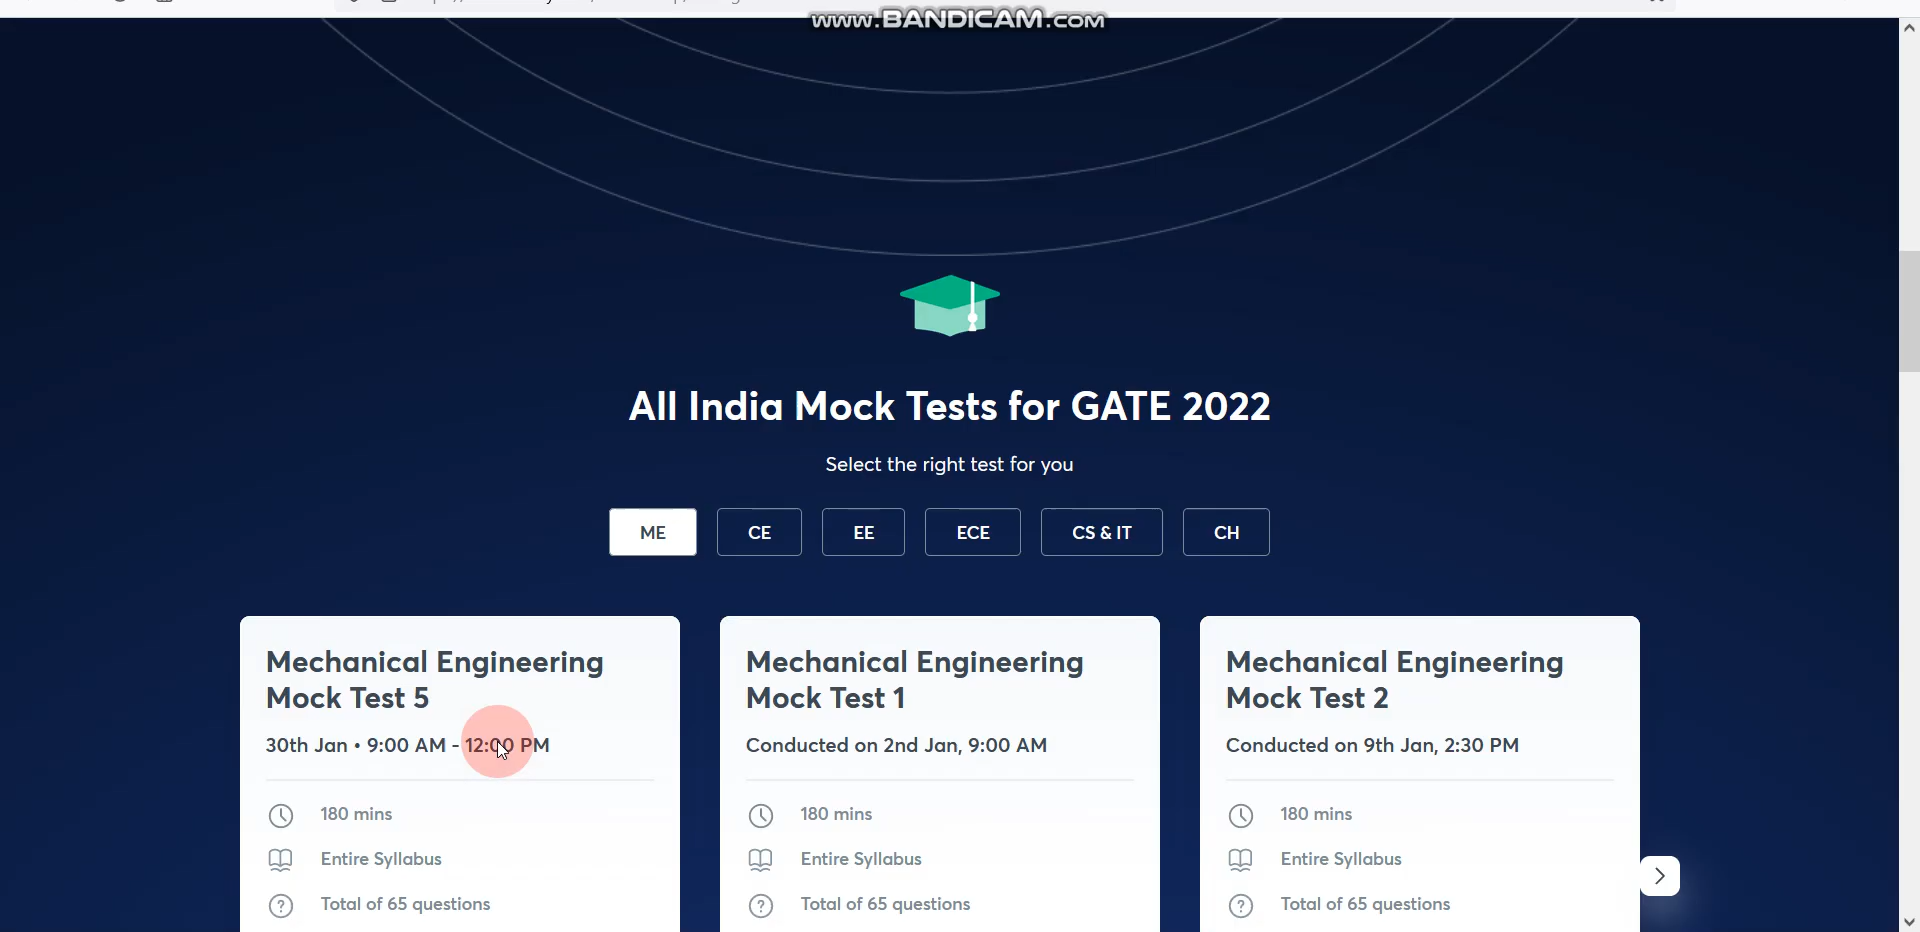 www.BANDICAM.com
All India Mock Tests for GATE 2022
Select the right test for you
ME
CE
EE
ECE
CS & IT
CH
Mechanical Engineering
Mock Test 5
30th Jan • 9:00 AM - 12:00 PM
180 mins
Entire Syllabus
Total of 65 questions
Mechanical Engineering
Mock Test 1
Conducted on 2nd Jan, 9:00 AM
180 mins
Entire Syllabus
Total of 65 questions
Mechanical Engineering
Mock Test 2
Conducted on 9th Jan, 2:30 PM
180 mins
Entire Syllabus
Total of 65 questions